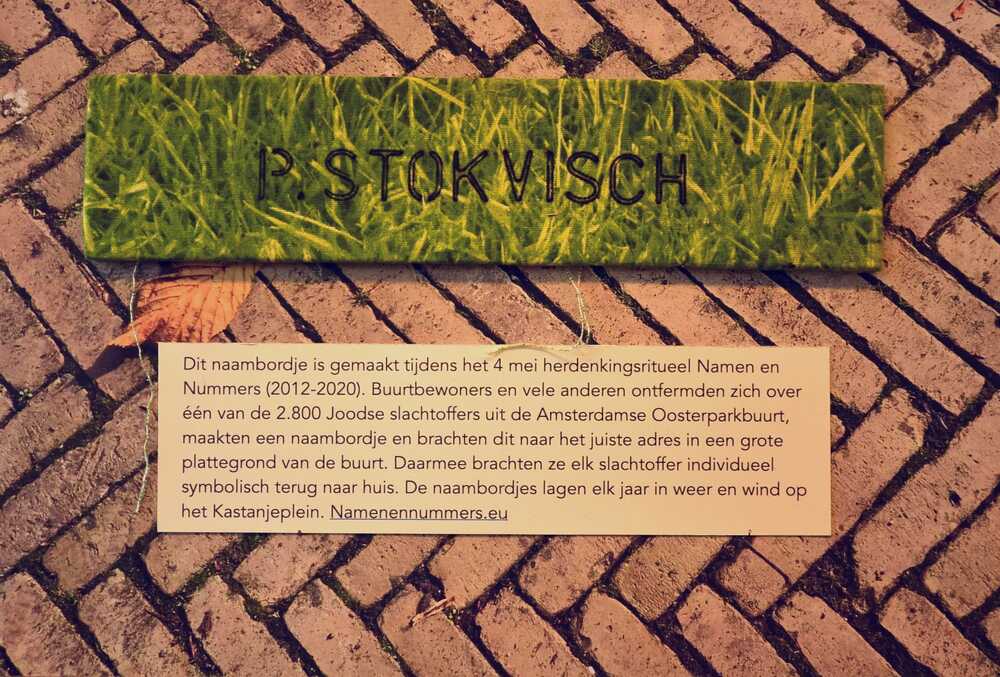 P. STOKVISCH
Dit naambordje is gemaakt tijdens het 4 mei herdenkingsritueel Namen en
Nummers (2012-2020). Buurtbewoners en vele anderen ontfermden zich over
één van de 2.800 Joodse slachtoffers uit de Amsterdamse Oosterparkbuurt,
maakten een naambordje en brachten dit naar het juiste adres in een grote
plattegrond van de buurt. Daarmee brachten ze elk slachtoffer individueel
symbolisch terug naar huis. De naambordjes lagen elk jaar in weer en wind op
het Kastanjeplein. Namenennummers.eu